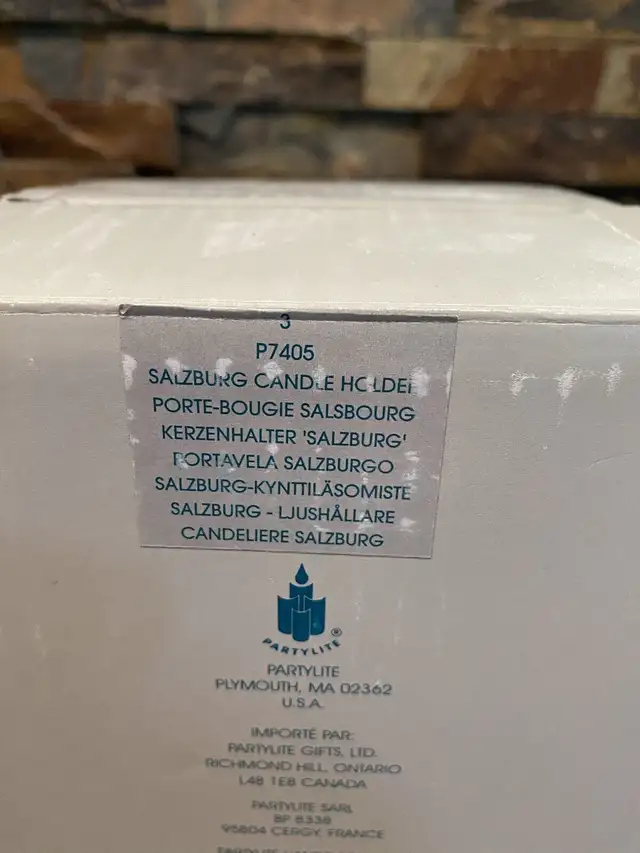 3
P7405
SALZBURG CANDLE HOLDER
PORTE-BOUGIE SALSBOURG
KERZENHALTER 'SALZBURG'
PORTAVELA SALZBURGO
SALZBURG-KYNTTILÄSOMISTE
SALZBURG - LJUSHÅLLARE
CANDELIERE SALZBURG
PARTYLITE®
PARTYLITE
PLYMOUTH, MA 02362
U.S.A.
IMPORTÉ PAR:
PARTYLITE GIFTS, LTD.
RICHMOND HILL, ONTARIO
L4B 1E8 CANADA
PARTYLITE SARL
BP 8338
95804 CERGY, FRANCE